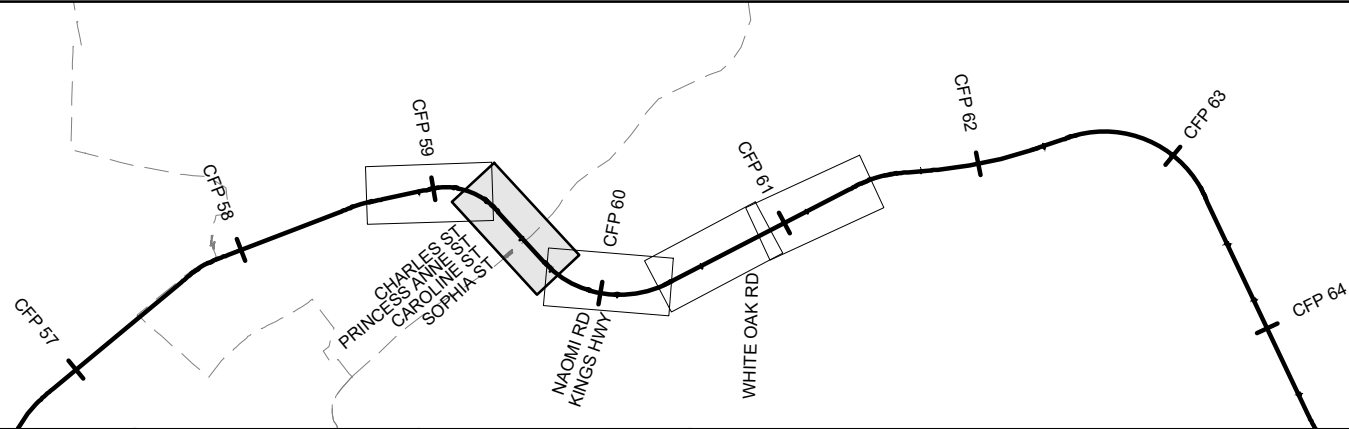 CFP 57
CFP 58
CFP 59
CHARLES ST
PRINCESS ANNE ST
CAROLINE ST
SOPHIA ST
CFP 60
NAOMI RD
KINGS HWY
CFP 61
WHITE OAK RD
CFP 62
CFP 63
CFP 64